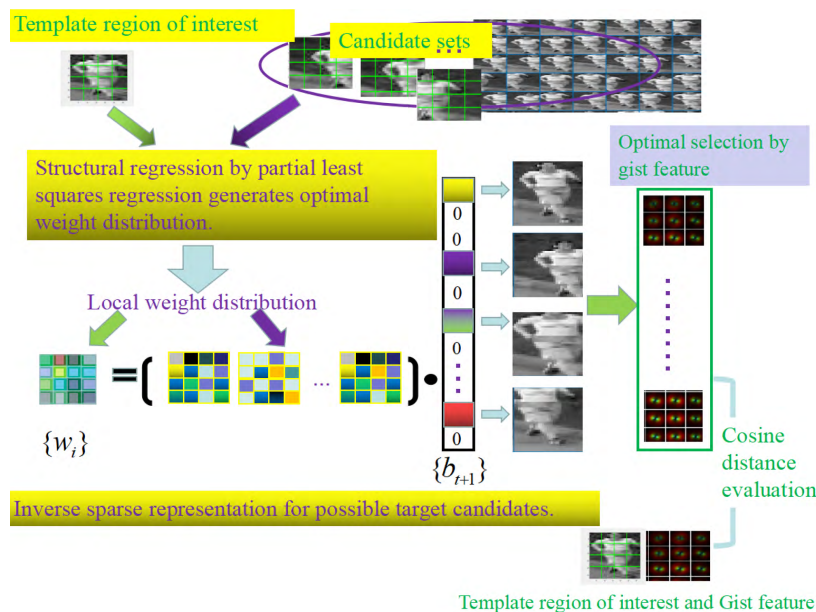 Template region of interest
Candidate sets
...
Structural regression by partial least
squares regression generates optimal
weight distribution.
Optimal selection by
gist feature
0
0
0
0
0
Local weight distribution
= ( ... ) •
{w_i}
{b_{t+1}}
Inverse sparse representation for possible target candidates.
Cosine
distance
evaluation
Template region of interest and Gist feature